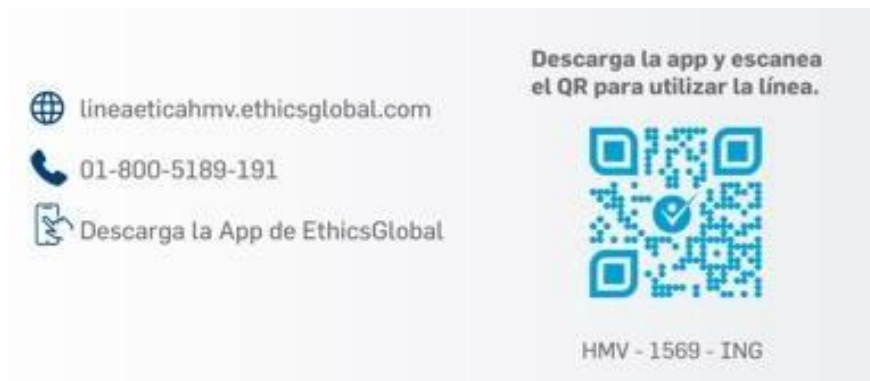 lineaeticahmv.ethicsglobal.com
01-800-5189-191
Descarga la App de EthicsGlobal
Descarga la app y escanea
el QR para utilizar la línea.
HMV - 1569 - ING